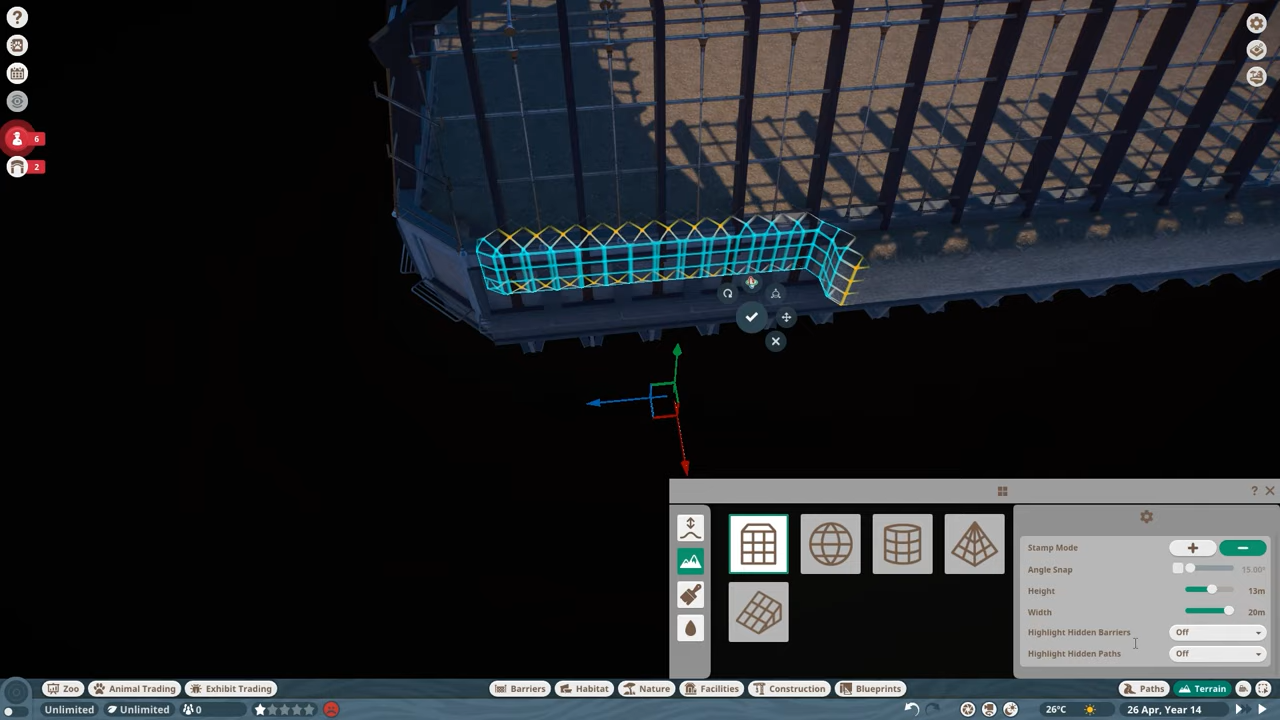 ?
6
2
?
Stamp Mode
Angle Snap 15.00°
Height 13m
Width 20m
Highlight Hidden Barriers Off
Highlight Hidden Paths Off
Zoo Animal Trading Exhibit Trading Barriers Habitat Nature Facilities Construction Blueprints Paths Terrain
Unlimited Unlimited 0 26°C 26 Apr, Year 14